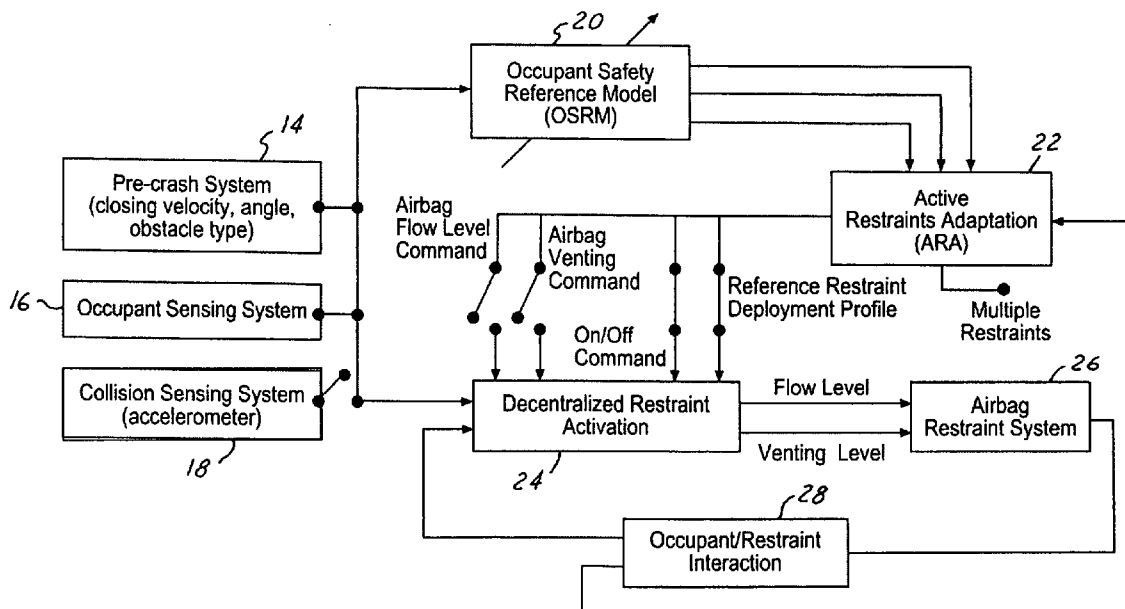 20
Occupant Safety
Reference Model
(OSRM)
14
Pre-crash System
(closing velocity, angle,
obstacle type)
22
Active
Restraints Adaptation
(ARA)
Airbag
Flow Level
Command
Airbag
Venting
Command
Reference Restraint
Deployment Profile
Multiple
Restraints
16
Occupant Sensing System
On/Off
Command
Collision Sensing System
(accelerometer)
18
Decentralized Restraint
Activation
24
Flow Level
Venting Level
26
Airbag
Restraint System
28
Occupant/Restraint
Interaction